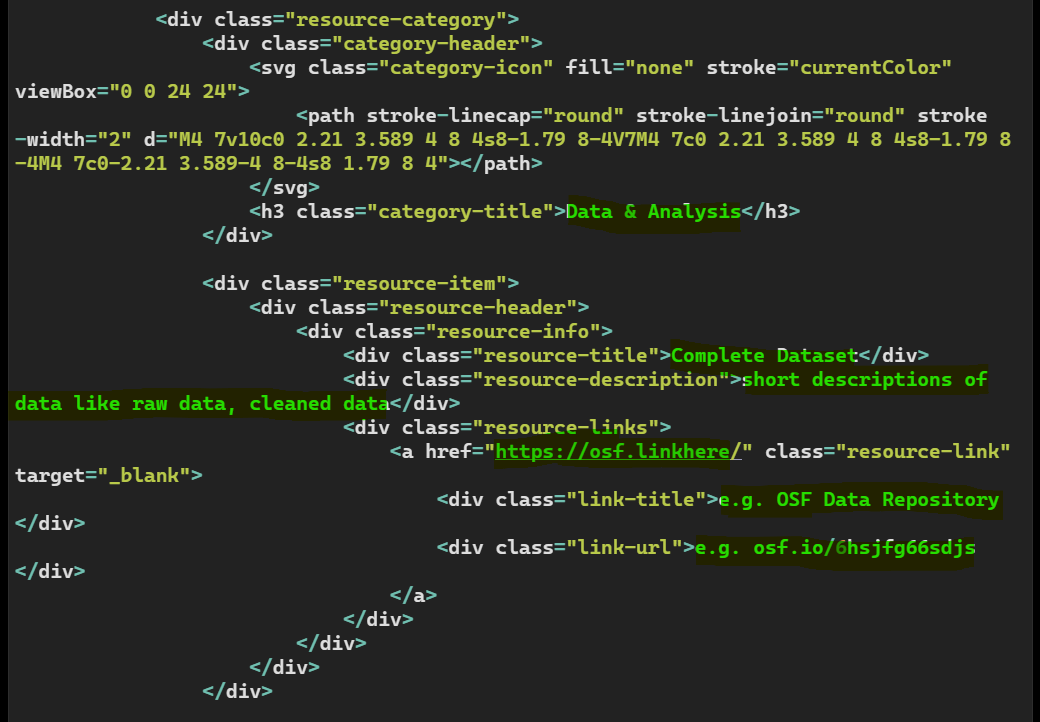 <div class="resource-category">
<div class="category-header">
<svg class="category-icon" fill="none" stroke="currentColor"
viewBox="0 0 24 24">
<path stroke-linecap="round" stroke-linejoin="round" stroke
-width="2" d="M4 7v10c0 2.21 3.589 4 8 4s8-1.79 8-4V7M4 7c0 2.21 3.589 4 8 4s8-1.79 8
-4M4 7c0-2.21 3.589-4 8-4s8 1.79 8 4"></path>
</svg>
<h3 class="category-title">Data & Analysis</h3>
</div>
<div class="resource-item">
<div class="resource-header">
<div class="resource-info">
<div class="resource-title">Complete Dataset</div>
<div class="resource-description">short descriptions of
data like raw data, cleaned data</div>
<div class="resource-links">
<a href="https://osf.linkhere/" class="resource-link"
target="_blank">
<div class="link-title">e.g. OSF Data Repository
</div>
<div class="link-url">e.g. osf.io/6hsjfg66sdjs
</div>
</a>
</div>
</div>
</div>
</div>